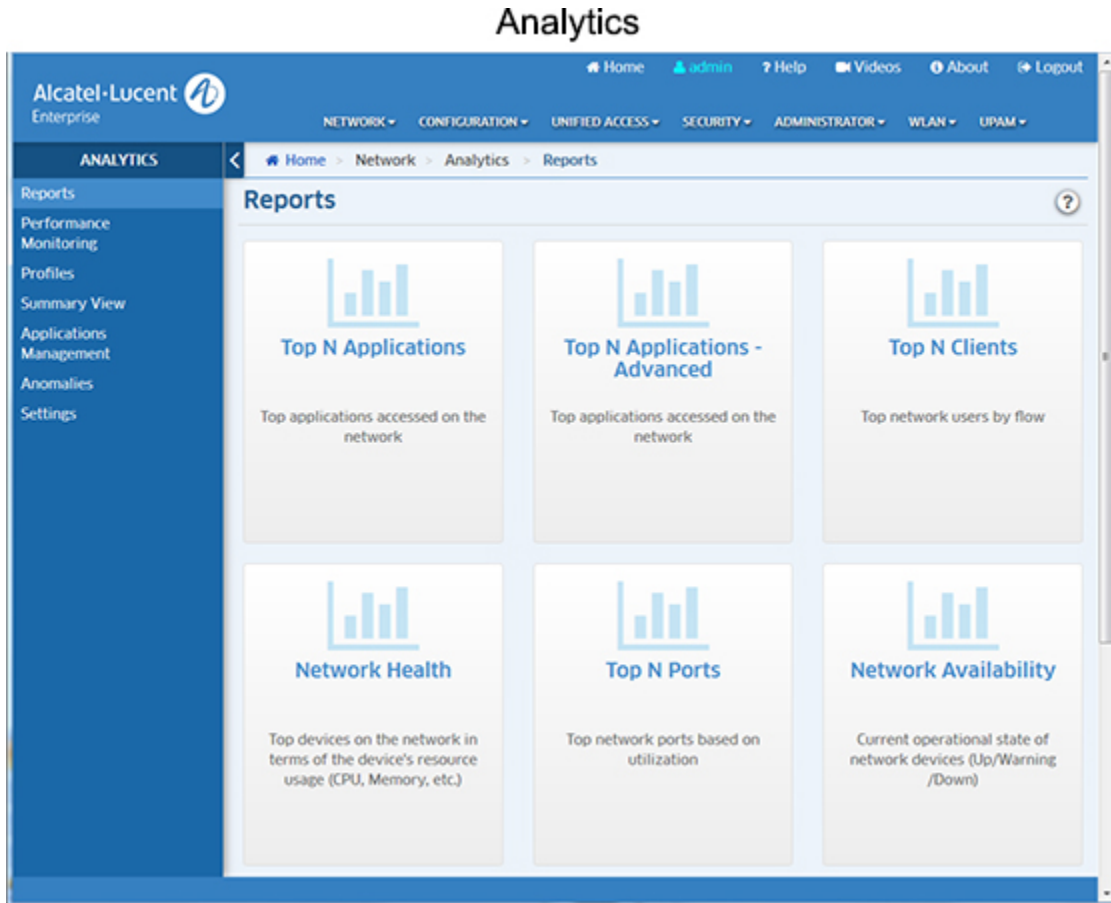 Analytics
Home admin ? Help Videos About Logout
Alcatel·Lucent
Enterprise
NETWORK CONFIGURATION UNIFIED ACCESS SECURITY ADMINISTRATOR WLAN UPAM
ANALYTICS
< Home > Network > Analytics > Reports
Reports
Performance
Monitoring
Profiles
Summary View
Applications
Management
Anomalies
Settings
Reports ?
Top N Applications
Top applications accessed on the
network
Top N Applications -
Advanced
Top applications accessed on the
network
Top N Clients
Top network users by flow
Network Health
Top devices on the network in
terms of the device's resource
usage (CPU, Memory, etc.)
Top N Ports
Top network ports based on
utilization
Network Availability
Current operational state of
network devices (Up/Warning
/Down)